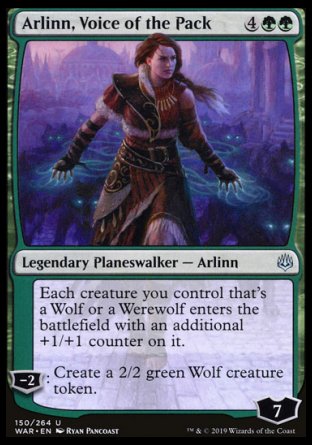 Arlinn, Voice of the Pack 4
Legendary Planeswalker — Arlinn
Each creature you control that's
a Wolf or a Werewolf enters the
battlefield with an additional
+1/+1 counter on it.
-2 : Create a 2/2 green Wolf creature
token.
7
150/264 U
WAR • EN Ryan Pancoast
™ & © 2019 Wizards of the Coast